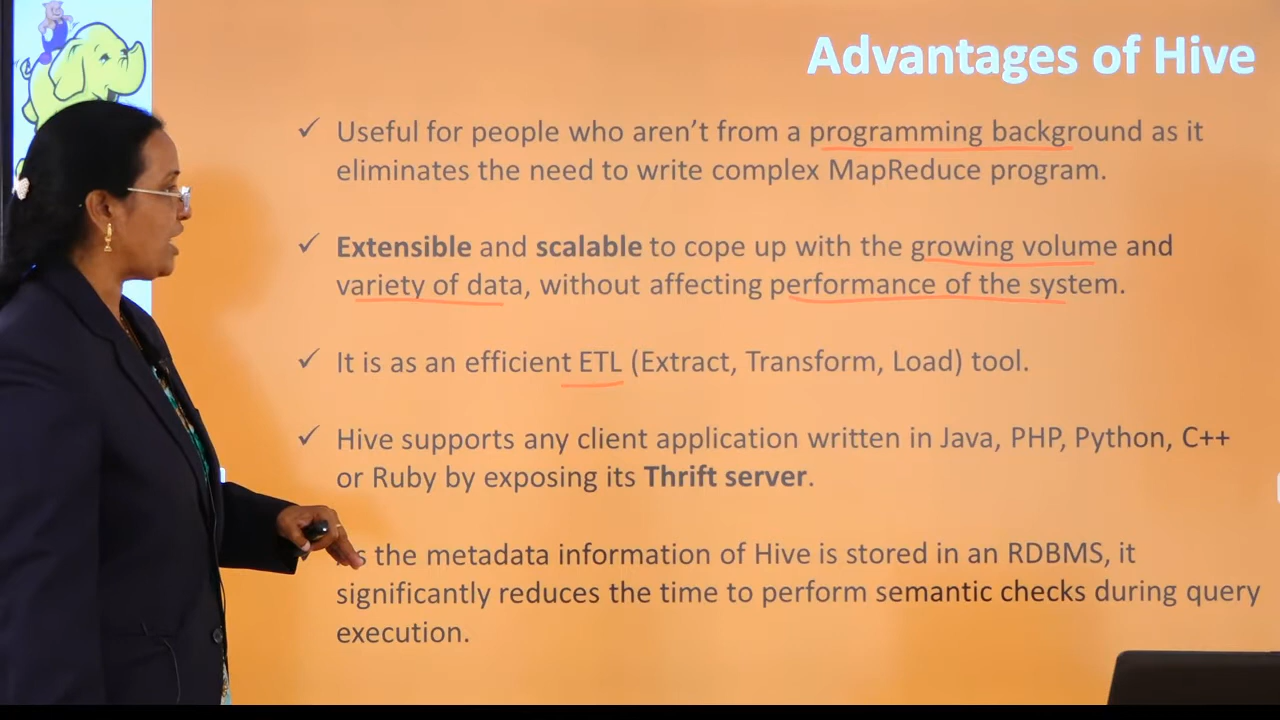 Advantages of Hive
✓ Useful for people who aren't from a programming background as it
eliminates the need to write complex MapReduce program.
✓ Extensible and scalable to cope up with the growing volume and
variety of data, without affecting performance of the system.
✓ It is as an efficient ETL (Extract, Transform, Load) tool.
✓ Hive supports any client application written in Java, PHP, Python, C++
or Ruby by exposing its Thrift server.
the metadata information of Hive is stored in an RDBMS, it
significantly reduces the time to perform semantic checks during query
execution.